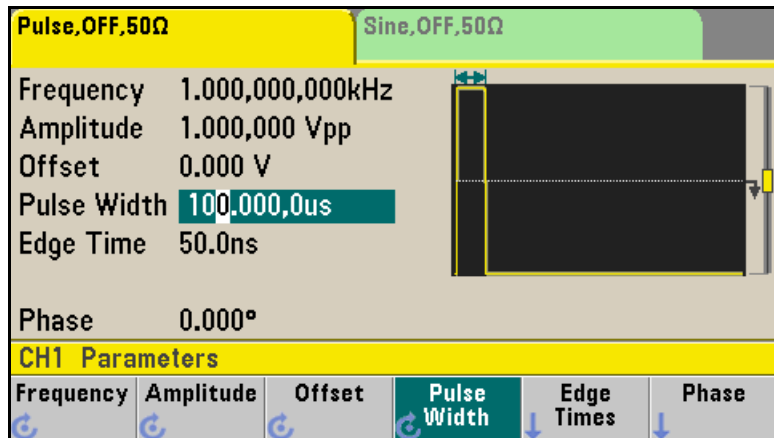 Pulse,OFF,50Ω
Sine,OFF,50Ω
Frequency 1.000,000,000kHz
Amplitude 1.000,000 Vpp
Offset 0.000 V
Pulse Width 100.000,0us
Edge Time 50.0ns
Phase 0.000°
CH1 Parameters
Frequency
Amplitude
Offset
Pulse
Width
Edge
Times
Phase